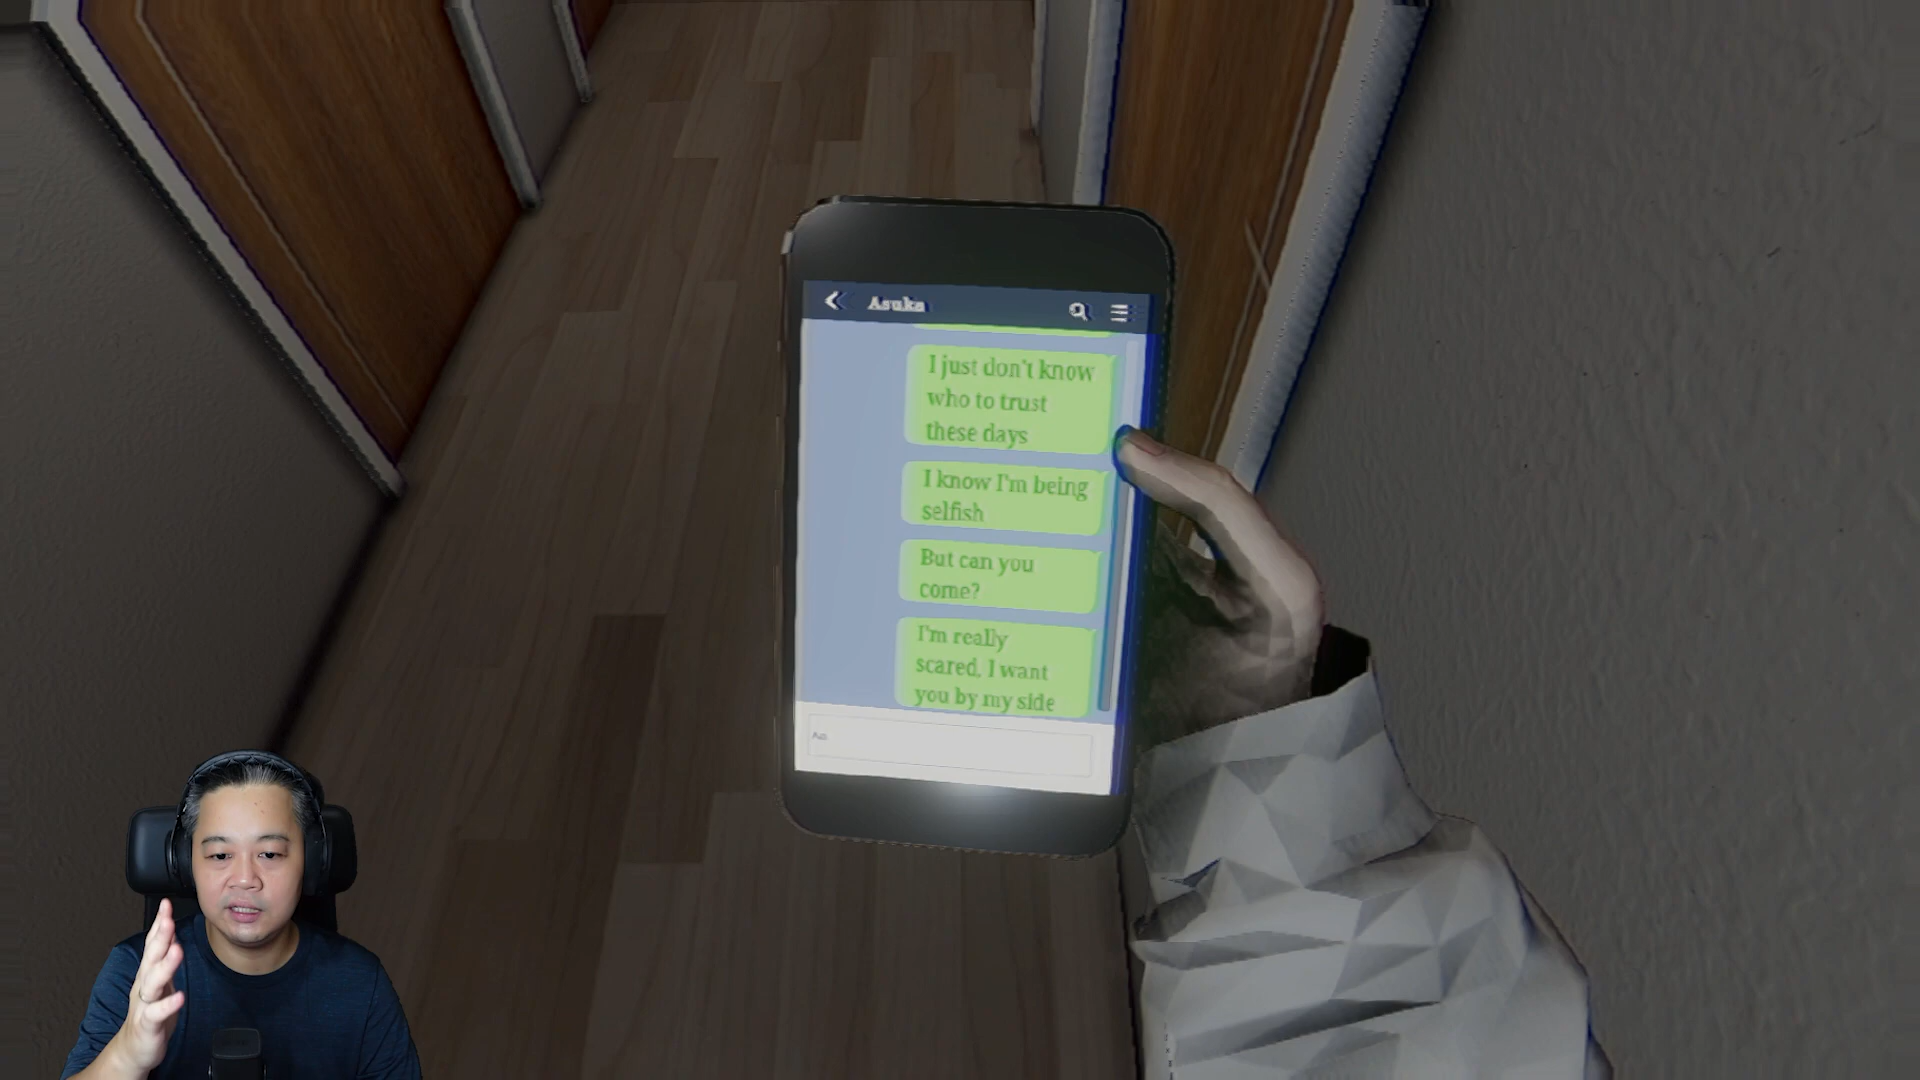 Asuka
I just don't know
who to trust
these days
I know I'm being
selfish
But can you
come?
I'm really
scared, I want
you by my side
Aa